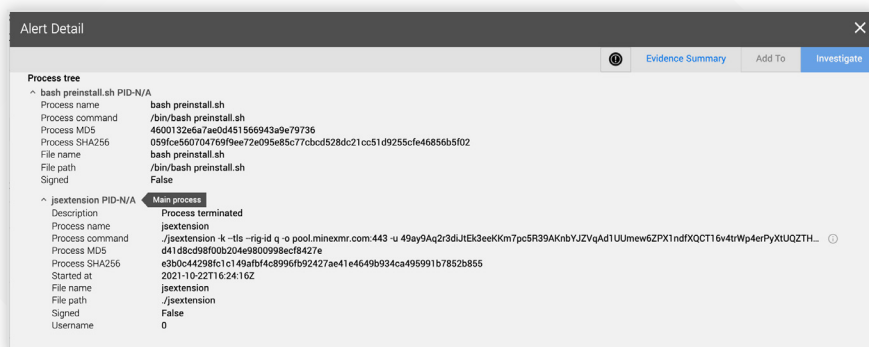 Alert Detail
Evidence Summary Add To Investigate
Process tree
bash preinstall.sh PID-N/A
Process name bash preinstall.sh
Process command /bin/bash preinstall.sh
Process MD5 4600132e6a7ae0d451566943a9e79736
Process SHA256 059fce560704769f9ee72e095e85c77cbcd528dc21cc51d9255cfe46856b5f02
File name bash preinstall.sh
File path /bin/bash preinstall.sh
Signed False
jsextension PID-N/A Main process
Description Process terminated
Process name jsextension
Process command ./jsextension -k --tls --rig-id q -o pool.minexmr.com:443 -u 49ay9Aq2r3diJtEk3eeKKm7pc5R39AKnbYJZVqAd1UUmew6ZPX1ndfXQCT16v4trWp4erPyXtUQZTH...
Process MD5 d41d8cd98f00b204e9800998ecf8427e
Process SHA256 e3b0c44298fc1c149afbf4c8996fb92427ae41e4649b934ca495991b7852b855
Started at 2021-10-22T16:24:16Z
File name jsextension
File path ./jsextension
Signed False
Username 0